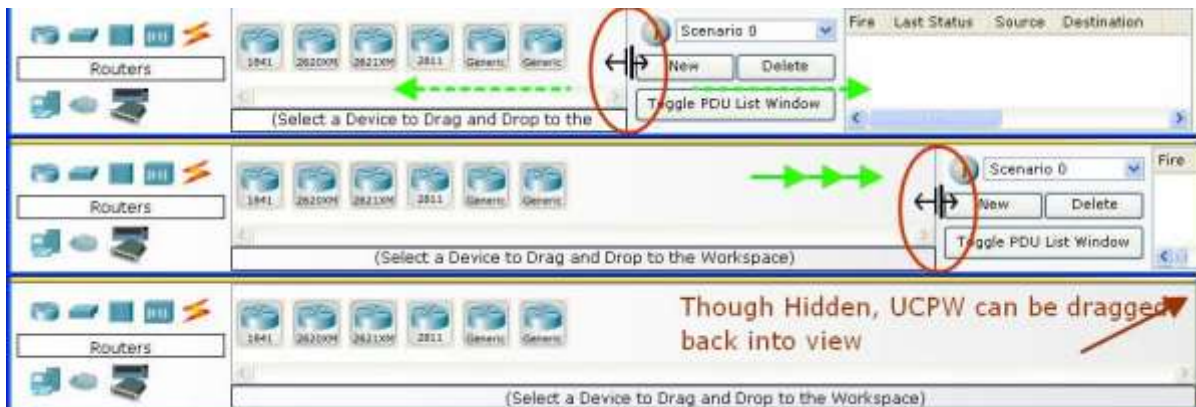 Fire Last Status Source Destination
Scenario 0
Routers
1841 2620XM 2621XM 2811 Generic Generic
New Delete
Toggle PDU List Window
(Select a Device to Drag and Drop to the
Scenario 0
Fire
Routers
1841 2620XM 2621XM 2811 Generic Generic
New Delete
Toggle PDU List Window
(Select a Device to Drag and Drop to the Workspace)
Though Hidden, UCPW can be dragged
back into view
Routers
1841 2620XM 2621XM 2811 Generic Generic
(Select a Device to Drag and Drop to the Workspace)